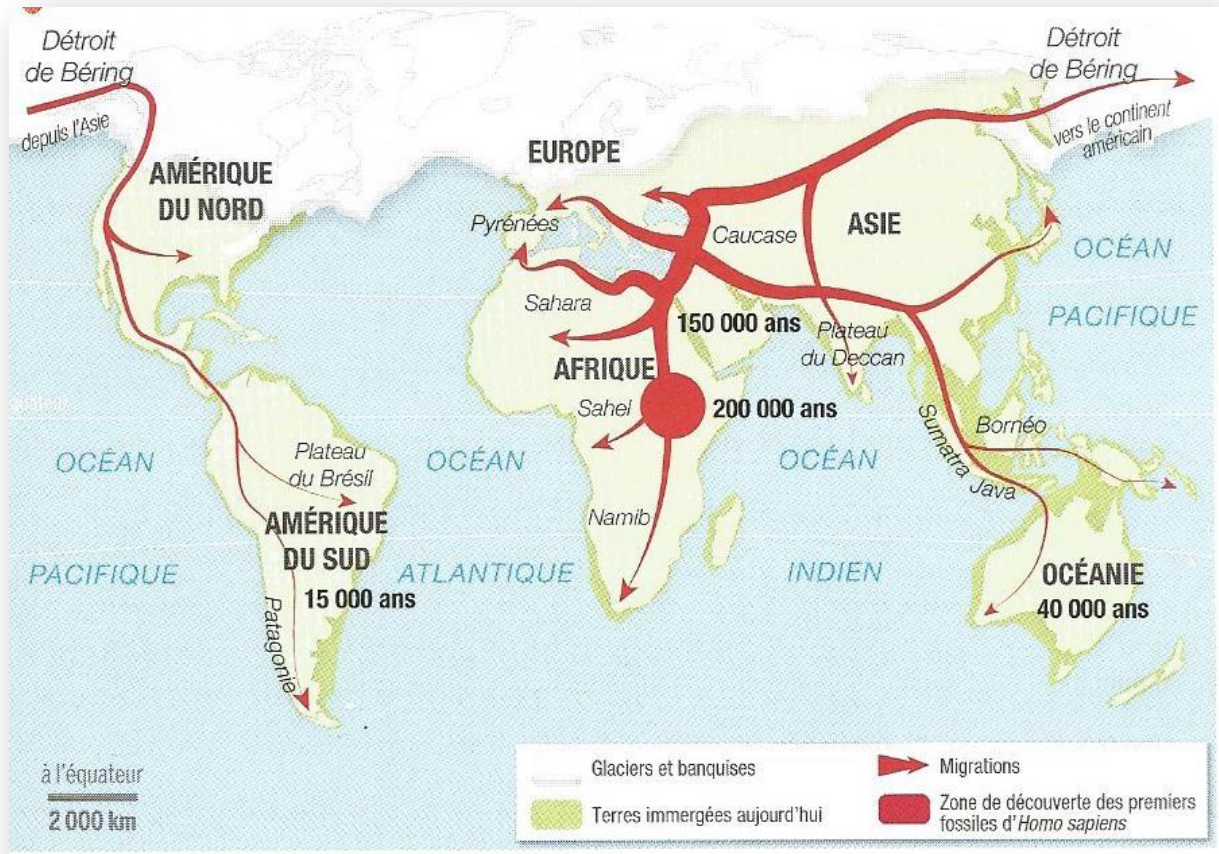 Détroit
de Béring
depuis l'Asie
Détroit
de Béring
vers le continent
américain
AMÉRIQUE
DU NORD
EUROPE
Pyrénées
Caucase
ASIE
OCÉAN
PACIFIQUE
Sahara
150 000 ans
Plateau
du Deccan
AFRIQUE
Sahel
200 000 ans
équateur
OCÉAN
PACIFIQUE
Plateau
du Brésil
OCÉAN
ATLANTIQUE
OCÉAN
INDIEN
Bornéo
Sumatra
Java
Namib
AMÉRIQUE
DU SUD
15 000 ans
Patagonie
OCÉANIE
40 000 ans
à l'équateur
2 000 km
Glaciers et banquises
Terres immergées aujourd'hui
Migrations
Zone de découverte des premiers
fossiles d'Homo sapiens